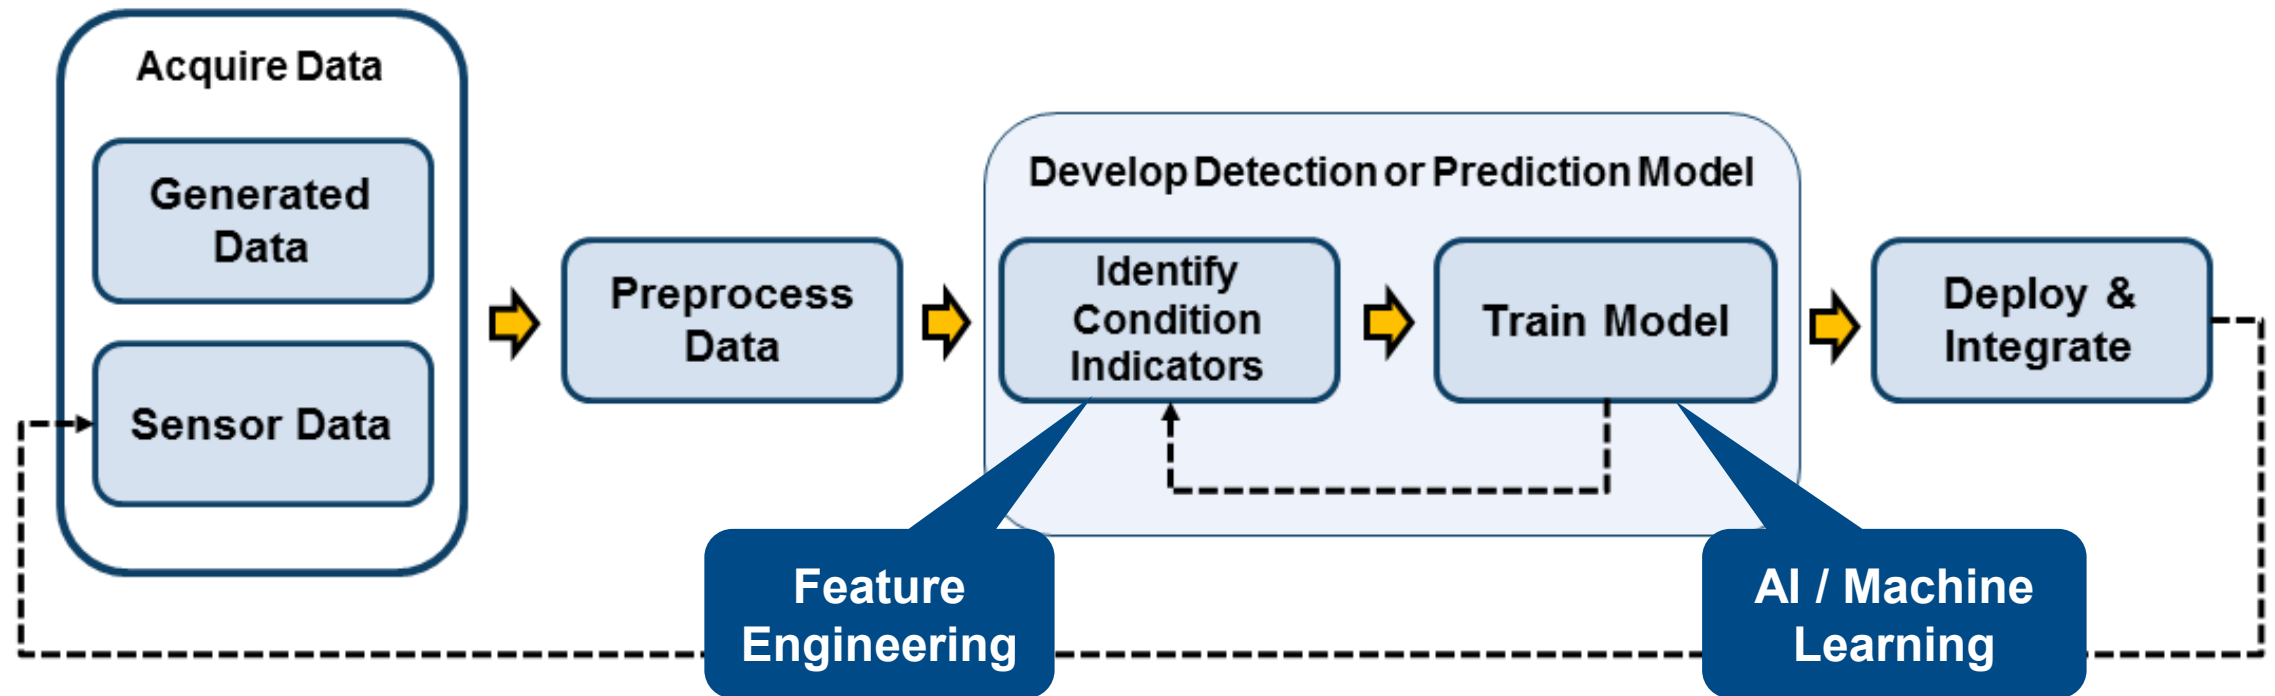 Acquire Data
Generated
Data
Sensor Data
Preprocess
Data
Develop Detection or Prediction Model
Identify
Condition
Indicators
Train Model
Deploy &
Integrate
Feature
Engineering
AI / Machine
Learning